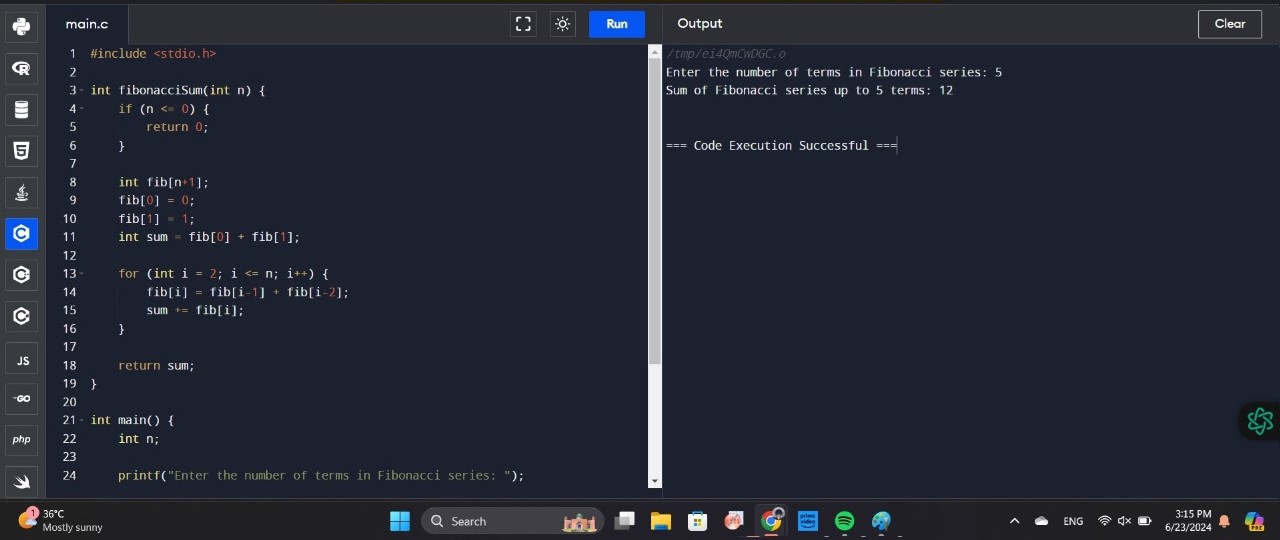 main.c
Run
Output
Clear
1 #include <stdio.h>
2
3 int fibonacciSum(int n) {
4     if (n <= 0) {
5         return 0;
6     }
7
8     int fib[n+1];
9     fib[0] = 0;
10     fib[1] = 1;
11     int sum = fib[0] + fib[1];
12
13     for (int i = 2; i <= n; i++) {
14         fib[i] = fib[i-1] + fib[i-2];
15         sum += fib[i];
16     }
17
18     return sum;
19 }
20
21 int main() {
22     int n;
23
24     printf("Enter the number of terms in Fibonacci series: ");
/tmp/ei4QmCwDGC.o
Enter the number of terms in Fibonacci series: 5
Sum of Fibonacci series up to 5 terms: 12
=== Code Execution Successful ===
R
5
C
C
C
JS
GO
php
1
36°C
Mostly sunny
Search
prime video
ENG
3:15 PM
6/23/2024
PRE